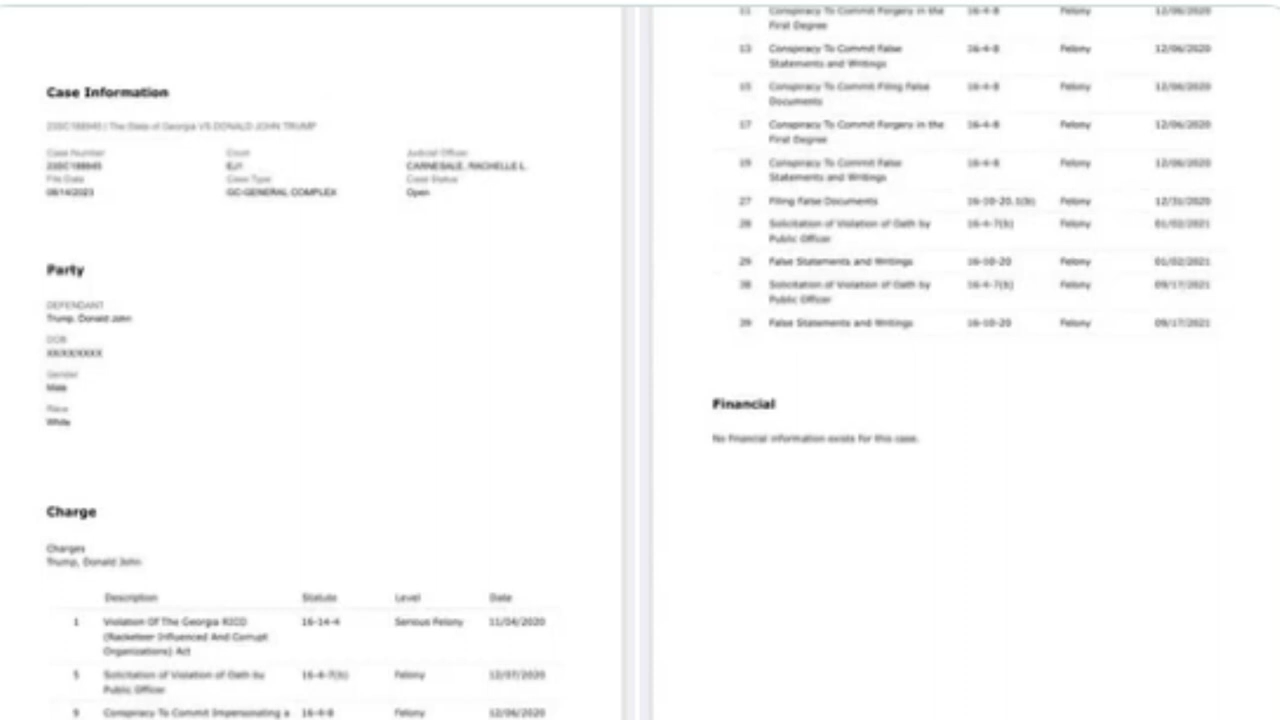 Case Information
The State of Georgia VS DONALD JOHN TRUMP
Case Number
Court
Judicial Officer
CARNESALE, RACHELLE L.
File Date
Case Type
Case Status
08/14/2023
GC-GENERAL COMPLEX
Open
Party
DEFENDANT
Trump, Donald John
DOB
XX/XX/XXXX
Gender
Male
Race
White
Charge
Charges
Trump, Donald John
Description Statute Level Date
1 Violation Of The Georgia RICO 16-14-4 Serious Felony 11/04/2020
(Racketeer Influenced And Corrupt
Organizations) Act
5 Solicitation of Violation of Oath by 16-4-7(b) Felony 12/07/2020
Public Officer
9 Conspiracy To Commit Impersonating a 16-4-8 Felony 12/06/2020
11 Conspiracy To Commit Forgery in the 16-4-8 Felony 12/06/2020
First Degree
13 Conspiracy To Commit False 16-4-8 Felony 12/06/2020
Statements and Writings
15 Conspiracy To Commit Filing False 16-4-8 Felony 12/06/2020
Documents
17 Conspiracy To Commit Forgery in the 16-4-8 Felony 12/06/2020
First Degree
19 Conspiracy To Commit False 16-4-8 Felony 12/06/2020
Statements and Writings
27 Filing False Documents 16-10-20.1(b) Felony 12/31/2020
28 Solicitation of Violation of Oath by 16-4-7(b) Felony 01/02/2021
Public Officer
29 False Statements and Writings 16-10-20 Felony 01/02/2021
38 Solicitation of Violation of Oath by 16-4-7(b) Felony 09/17/2021
Public Officer
39 False Statements and Writings 16-10-20 Felony 09/17/2021
Financial
No financial information exists for this case.